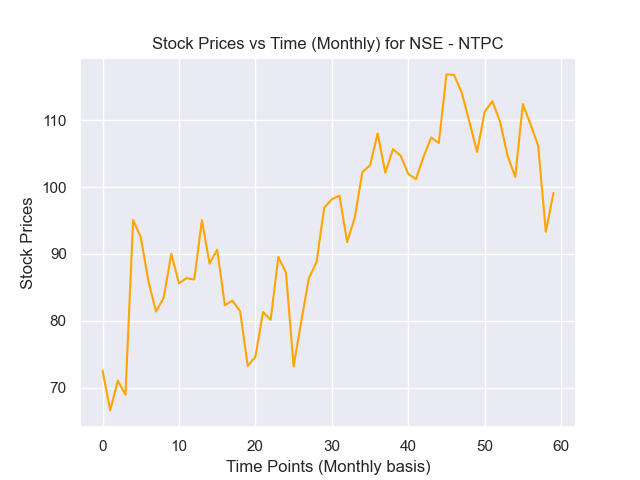 Stock Prices vs Time (Monthly) for NSE - NTPC
110
100
90
80
70
Stock Prices
0 10 20 30 40 50 60
Time Points (Monthly basis)